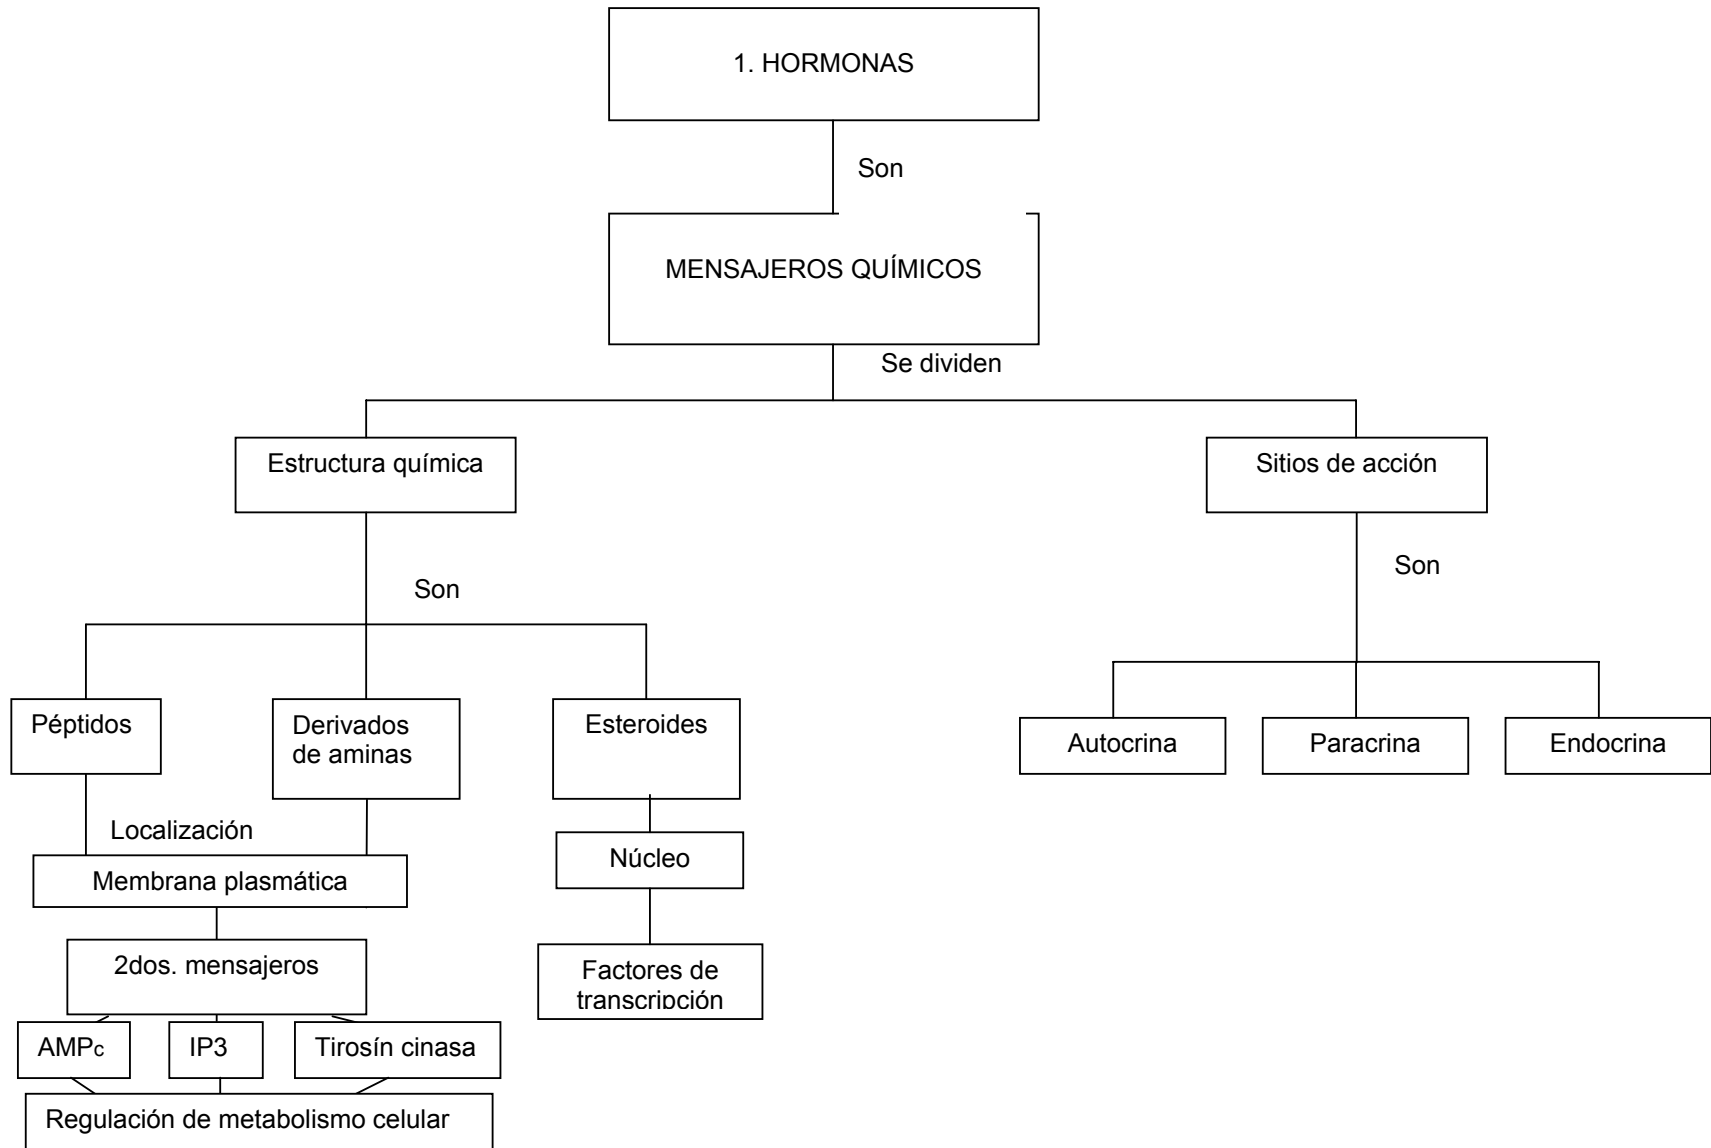 1. HORMONAS
Son
MENSAJEROS QUÍMICOS
Se dividen
Estructura química
Sitios de acción
Son
Son
Péptidos
Derivados
de aminas
Esteroides
Autocrina
Paracrina
Endocrina
Localización
Membrana plasmática
Núcleo
2dos. mensajeros
Factores de
transcripción
AMPc
IP3
Tirosín cinasa
Regulación de metabolismo celular